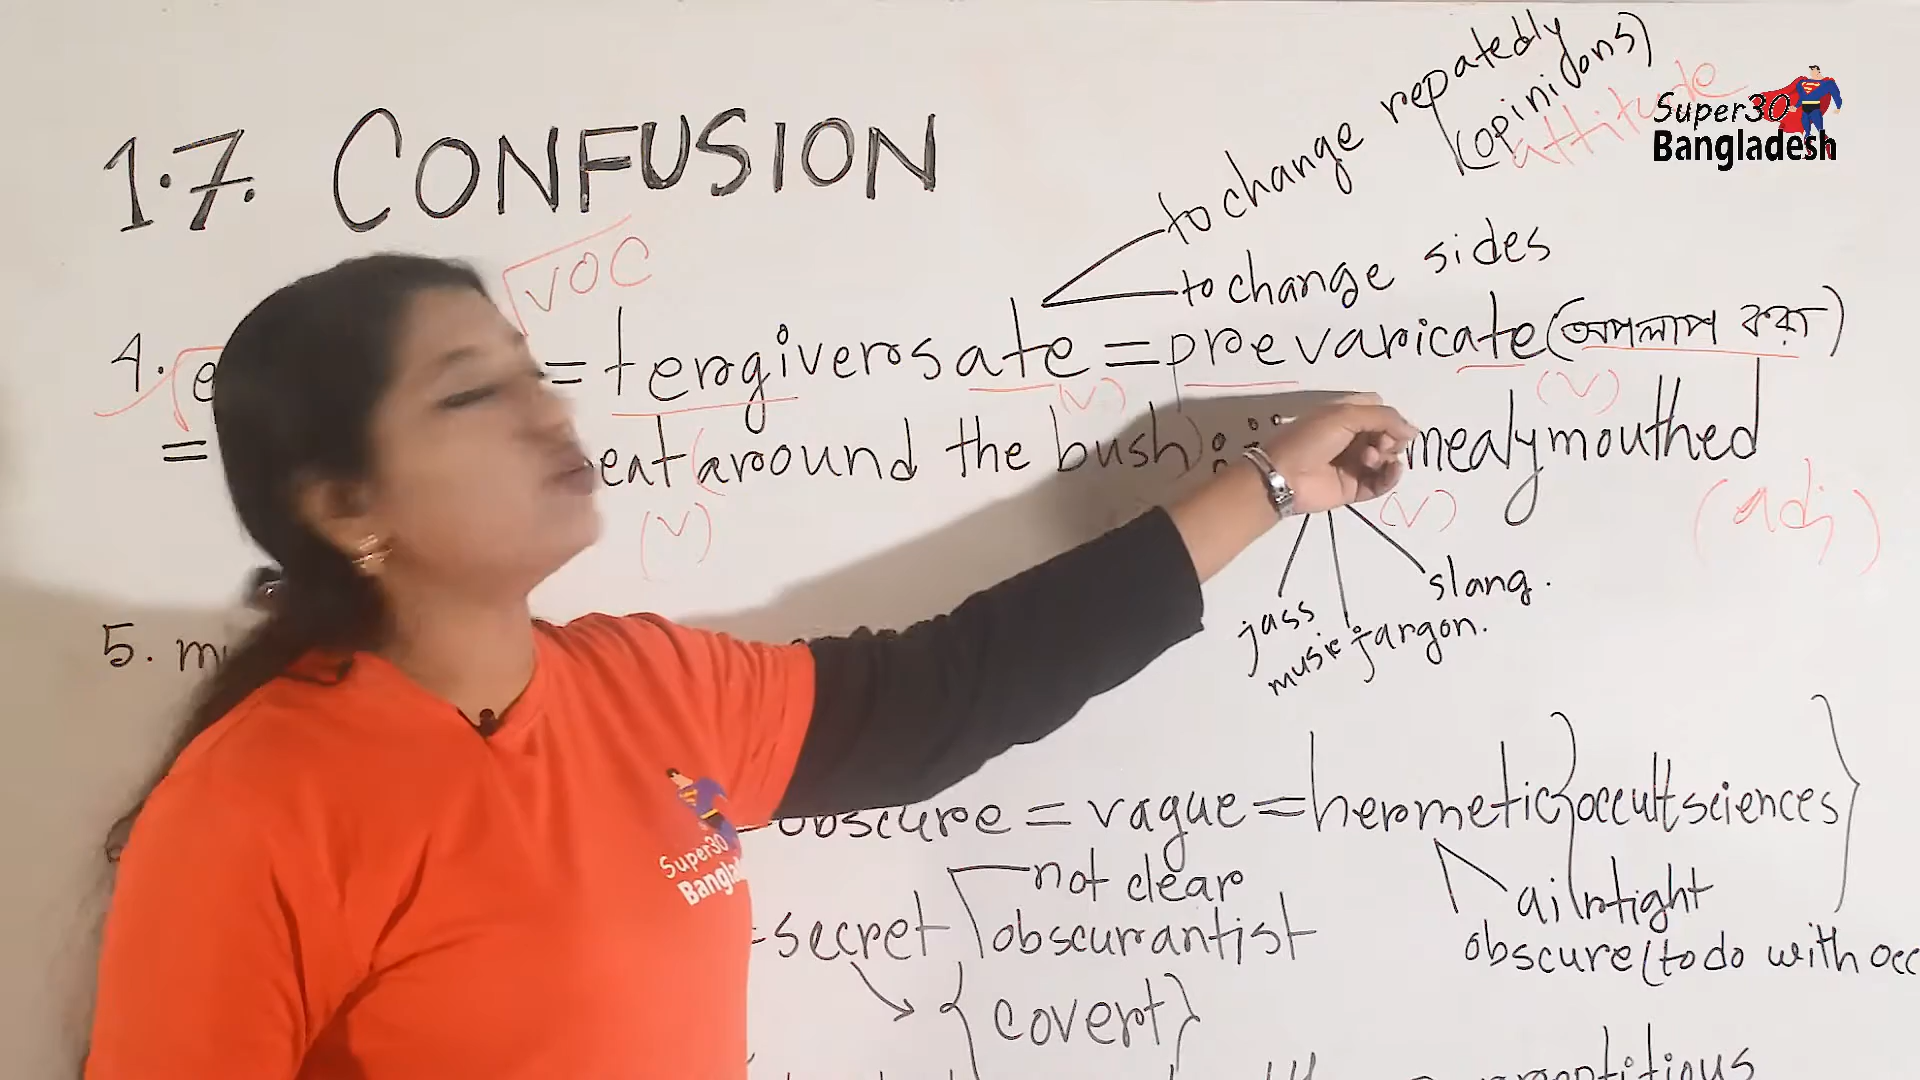 to change repatedly
(opinidons)
attitude
Super30
Bangladesh
1.7. CONFUSION
to change sides
VOC
4. e = tergiversate = prevaricate (অপলাপ করা)
(v) (v)
= eat around the bush) : mealymouthed
(v) (v) (adj)
slang.
jass
music jargon.
5. m
obscure = vague = hermetic} occult sciences}
not clear
airtight
= secret obscurantist
obscure (to do with occ
{covert}
Super30
Banglad